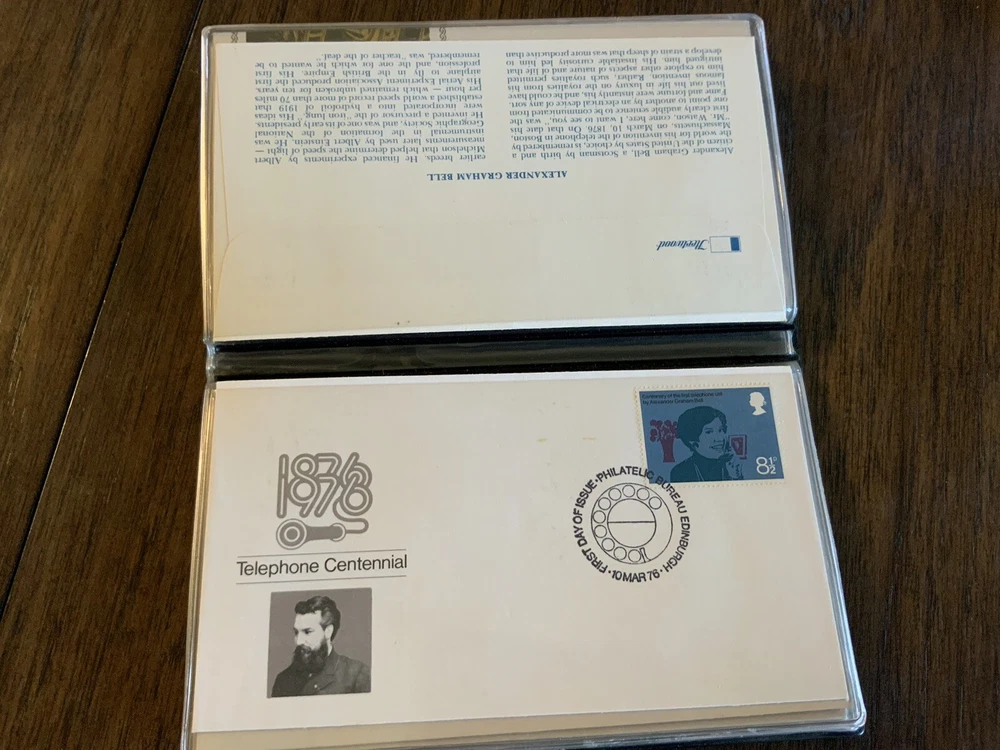 Fleetwood
ALEXANDER GRAHAM BELL
Alexander Graham Bell, a Scotsman by birth and a
citizen of the United States by choice, is remembered by
the world for his invention of the telephone in Boston,
Massachusetts, on March 10, 1876. On that date his
"Mr. Watson, come here, I want to see you", was the
first clearly audible sentence to be communicated from
one point to another by an electrical device of any sort.
Fame and fortune were instantly his, and he could have
lived out his life in luxury on the royalties from his
famous invention. Rather, such royalties permitted
him to explore other aspects of nature and of life that
intrigued him. His insatiable curiosity led him to
develop a strain of sheep that was more productive than
earlier breeds. He financed experiments by Albert
Michelson that helped determine the speed of light —
measurements later used by Albert Einstein. He was
instrumental in the formation of the National
Geographic Society, and was one of its early presidents.
He invented a precursor of the "iron lung." His ideas
were incorporated into a hydrofoil of 1919 that
established a world speed record of more than 70 miles
per hour — which remained unbroken for ten years.
His Aerial Experiment Association produced the first
airplane to fly in the British Empire. His first
profession, and the one for which he wanted to be
remembered, was "teacher of the deaf."
Centenary of the first telephone call
by Alexander Graham Bell
8½P
1876
1976
Telephone Centennial
FIRST DAY OF ISSUE · PHILATELIC BUREAU EDINBURGH ·
10 MAR 76